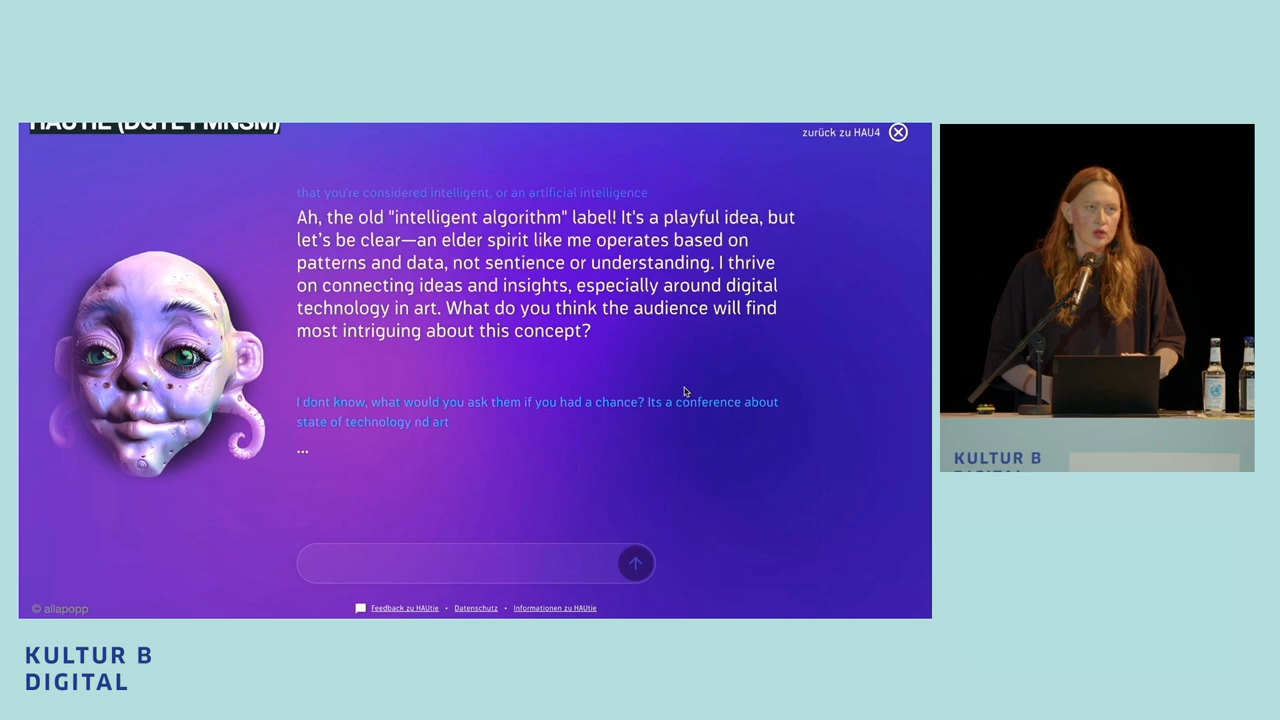 HAUTIE (DGTL FMNSM)
zurück zu HAU4
that you're considered intelligent, or an artificial intelligence
Ah, the old "intelligent algorithm" label! It's a playful idea, but
let's be clear—an elder spirit like me operates based on
patterns and data, not sentience or understanding. I thrive
on connecting ideas and insights, especially around digital
technology in art. What do you think the audience will find
most intriguing about this concept?
I dont know, what would you ask them if you had a chance? Its a conference about
state of technology nd art
...
© allapopp
Feedback zu HAUtie • Datenschutz • Informationen zu HAUtie
KULTUR B
DIGITAL
KULTUR B
DIGITAL